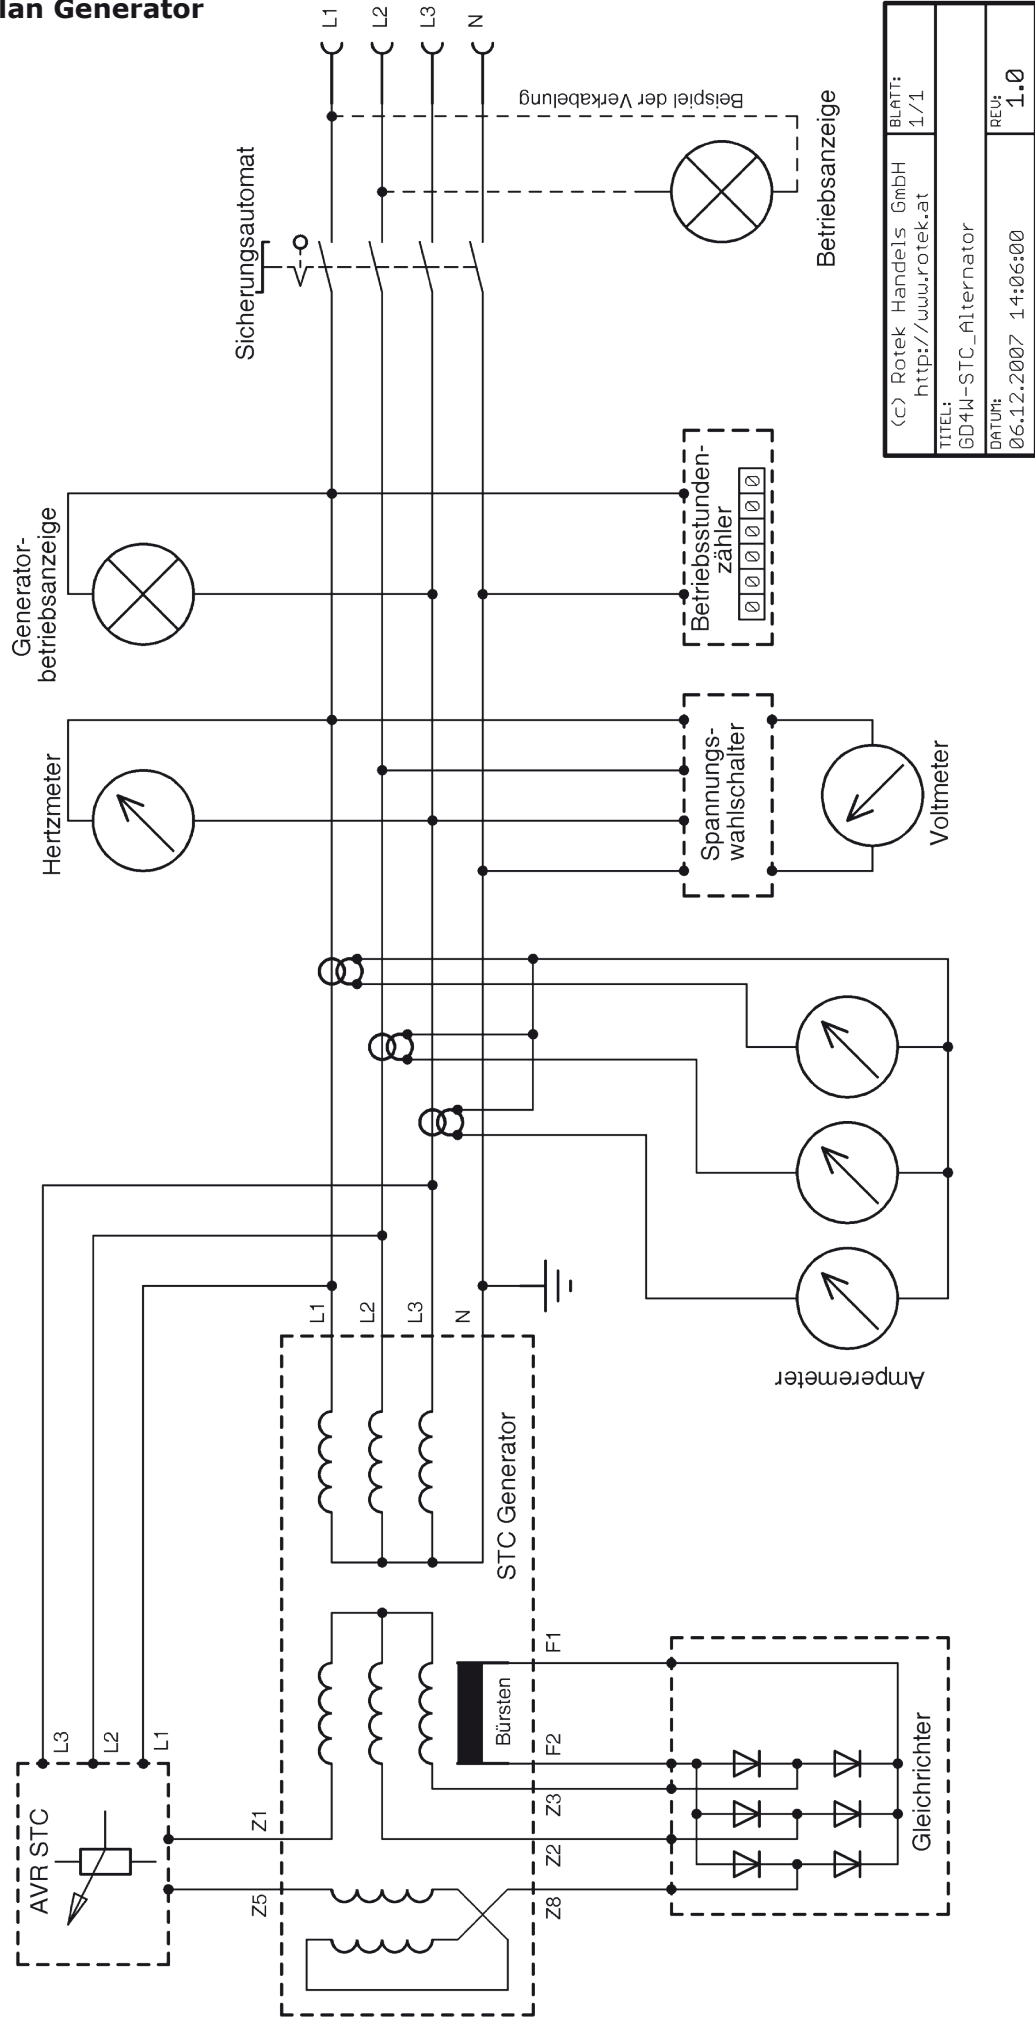 lan Generator
L1
L2
L3
N
Beispiel der Verkabelung
Betriebsanzeige
Sicherungsautomat
Generator-
betriebsanzeige
Betriebsstunden-
zähler
0 0 0 0 0 0
Hertzmeter
Spannungs-
wahlschalter
Voltmeter
Amperemeter
L1
L2
L3
N
STC Generator
AVR STC
L3
L2
L1
Z1
Z5
Bürsten
F1
F2
Z3
Z2
Z8
Gleichrichter
(c) Rotek Handels GmbH
http://www.rotek.at
BLATT:
1/1
TITEL:
GD4W-STC_Alternator
DATUM:
06.12.2007 14:06:00
REV:
1.0